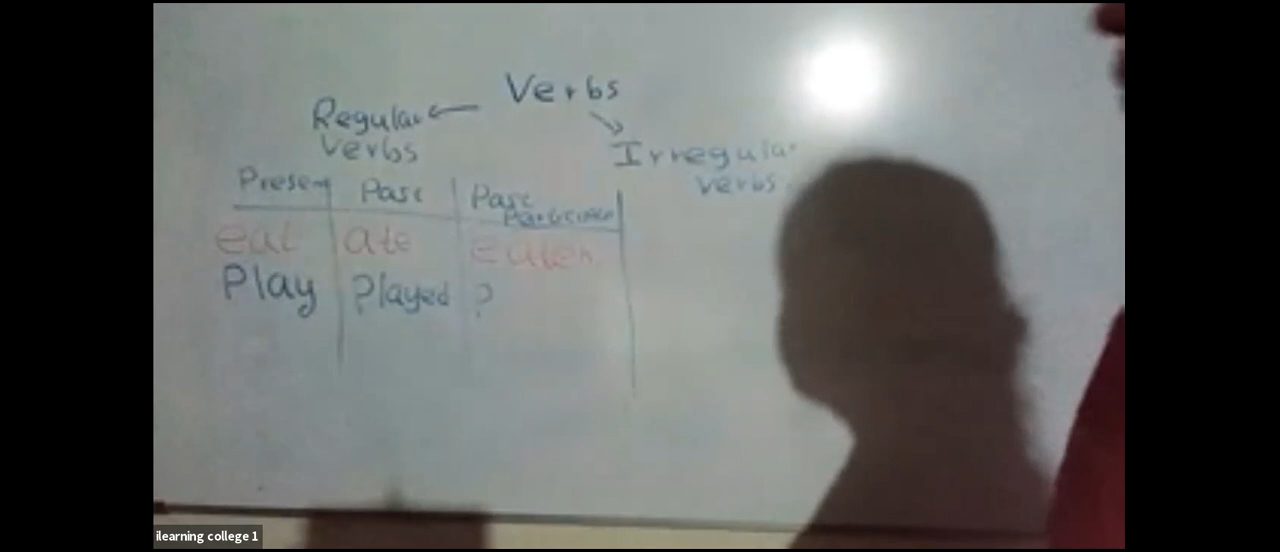 Verbs
Regular
verbs
Irregular
verbs
Present | Past | Past
Participle
eat | ate | eaten
Play | Played | ?
ilearning college 1